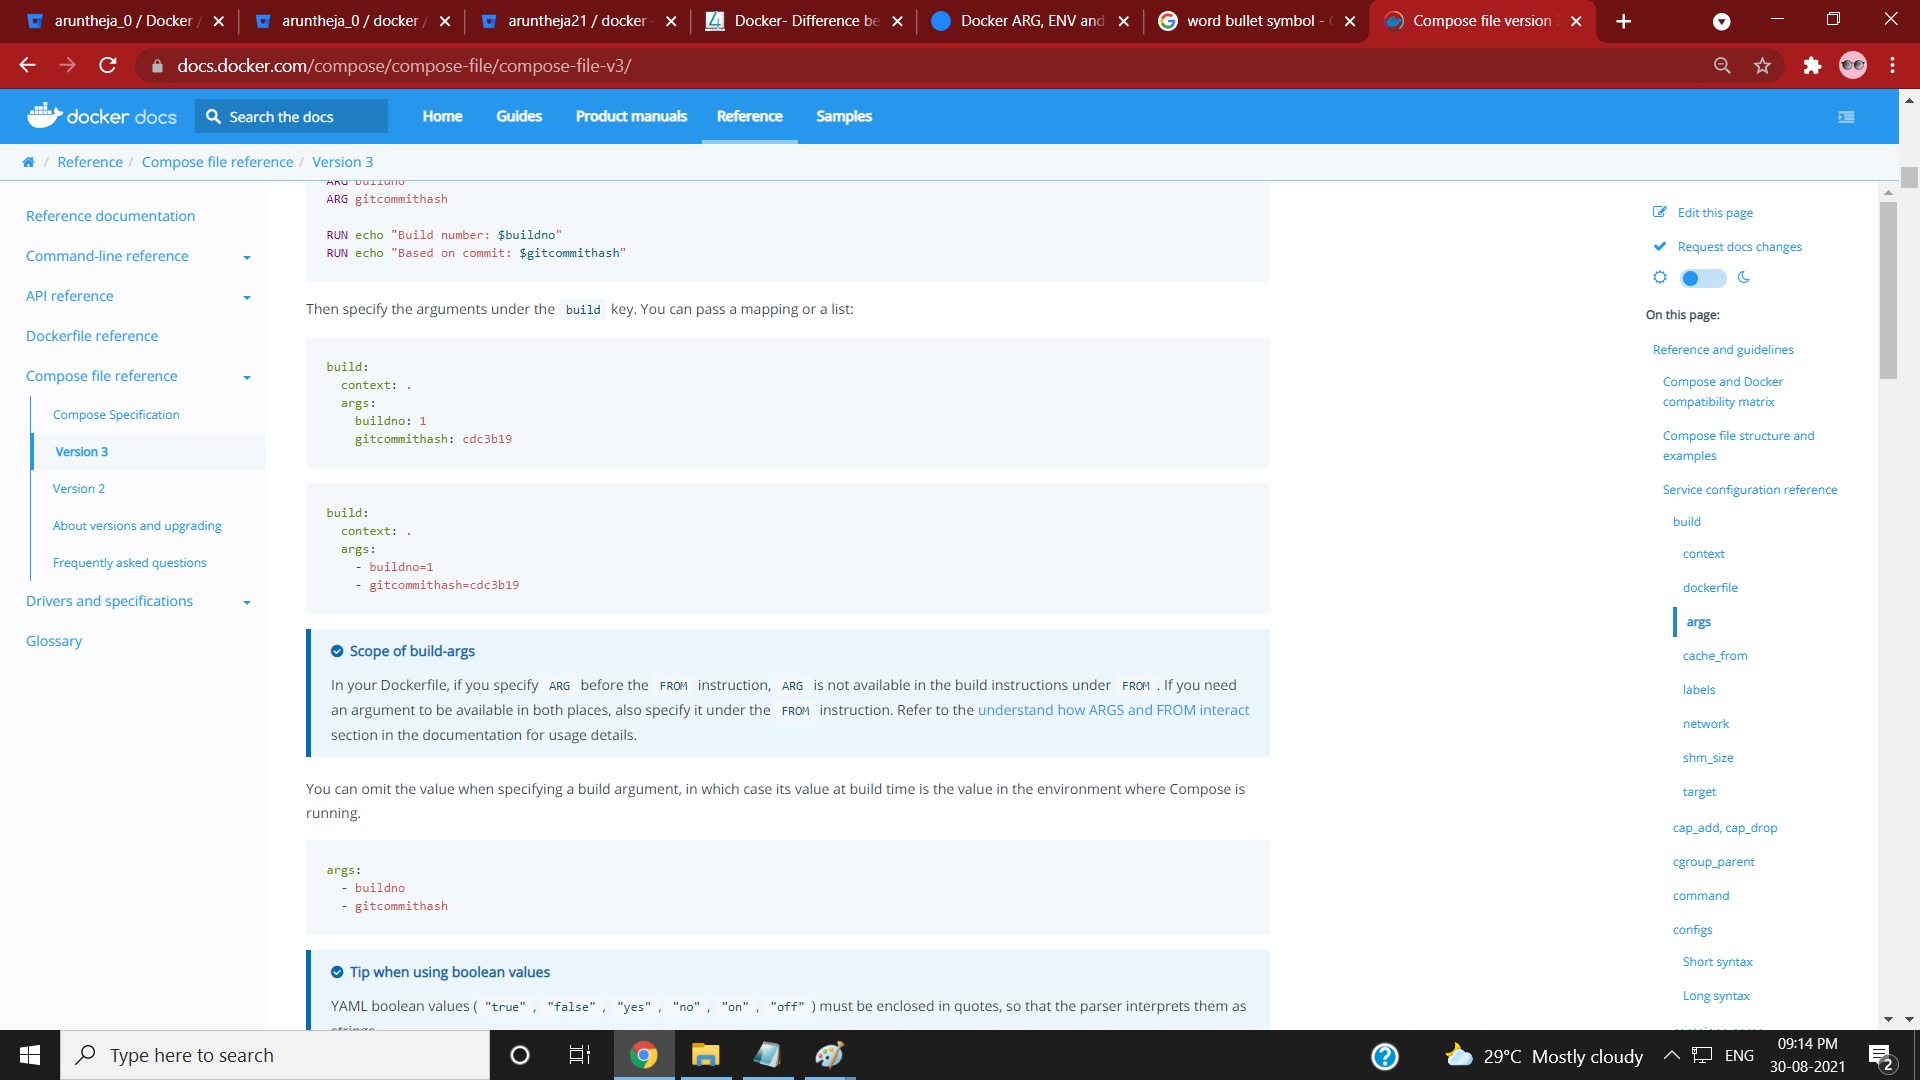 aruntheja_0 / Docker
aruntheja_0 / docker
aruntheja21 / docker
Docker- Difference be
Docker ARG, ENV and
word bullet symbol -
Compose file version
docs.docker.com/compose/compose-file/compose-file-v3/
docker docs
Search the docs
Home
Guides
Product manuals
Reference
Samples
/ Reference / Compose file reference / Version 3
Reference documentation
Command-line reference
API reference
Dockerfile reference
Compose file reference
Compose Specification
Version 3
Version 2
About versions and upgrading
Frequently asked questions
Drivers and specifications
Glossary
ARG buildno
ARG gitcommithash
RUN echo "Build number: $buildno"
RUN echo "Based on commit: $gitcommithash"
Then specify the arguments under the build key. You can pass a mapping or a list:
build:
context: .
args:
buildno: 1
gitcommithash: cdc3b19
build:
context: .
args:
- buildno=1
- gitcommithash=cdc3b19
Scope of build-args
In your Dockerfile, if you specify ARG before the FROM instruction, ARG is not available in the build instructions under FROM . If you need
an argument to be available in both places, also specify it under the FROM instruction. Refer to the understand how ARGS and FROM interact
section in the documentation for usage details.
You can omit the value when specifying a build argument, in which case its value at build time is the value in the environment where Compose is
running.
args:
- buildno
- gitcommithash
Tip when using boolean values
YAML boolean values ( "true" , "false" , "yes" , "no" , "on" , "off" ) must be enclosed in quotes, so that the parser interprets them as
Edit this page
Request docs changes
On this page:
Reference and guidelines
Compose and Docker
compatibility matrix
Compose file structure and
examples
Service configuration reference
build
context
dockerfile
args
cache_from
labels
network
shm_size
target
cap_add, cap_drop
cgroup_parent
command
configs
Short syntax
Long syntax
Type here to search
29°C Mostly cloudy
ENG
09:14 PM
30-08-2021
2